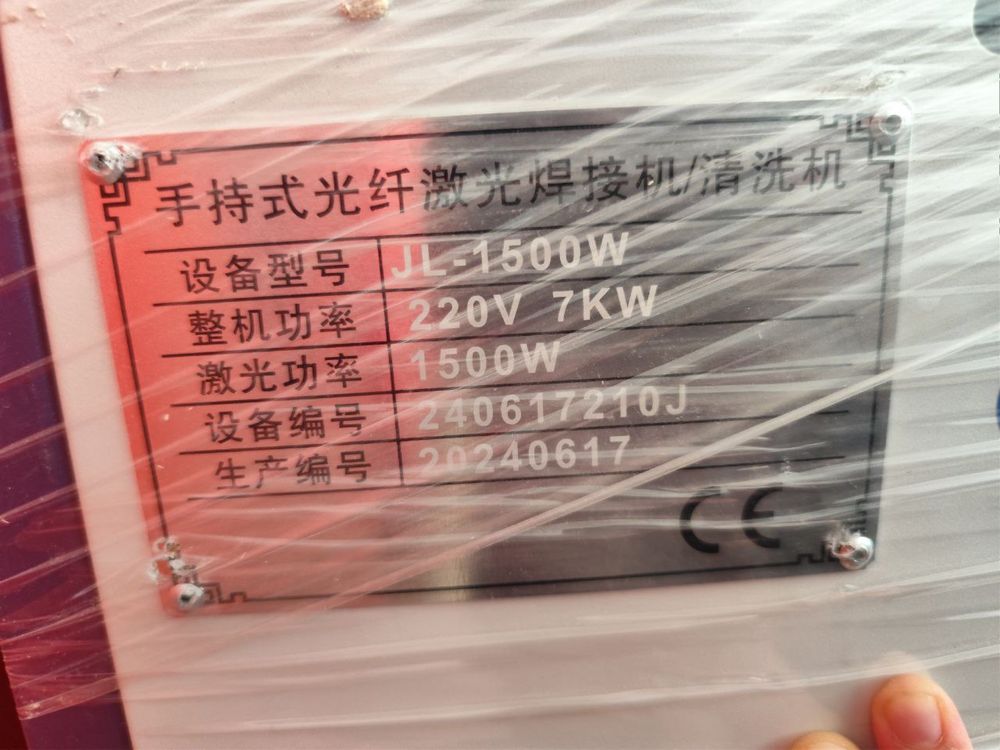 手持式光纤激光焊接机/清洗机
设备型号 JL-1500W
整机功率 220V 7KW
激光功率 1500W
设备编号 240617210J
生产编号 20240617
CE